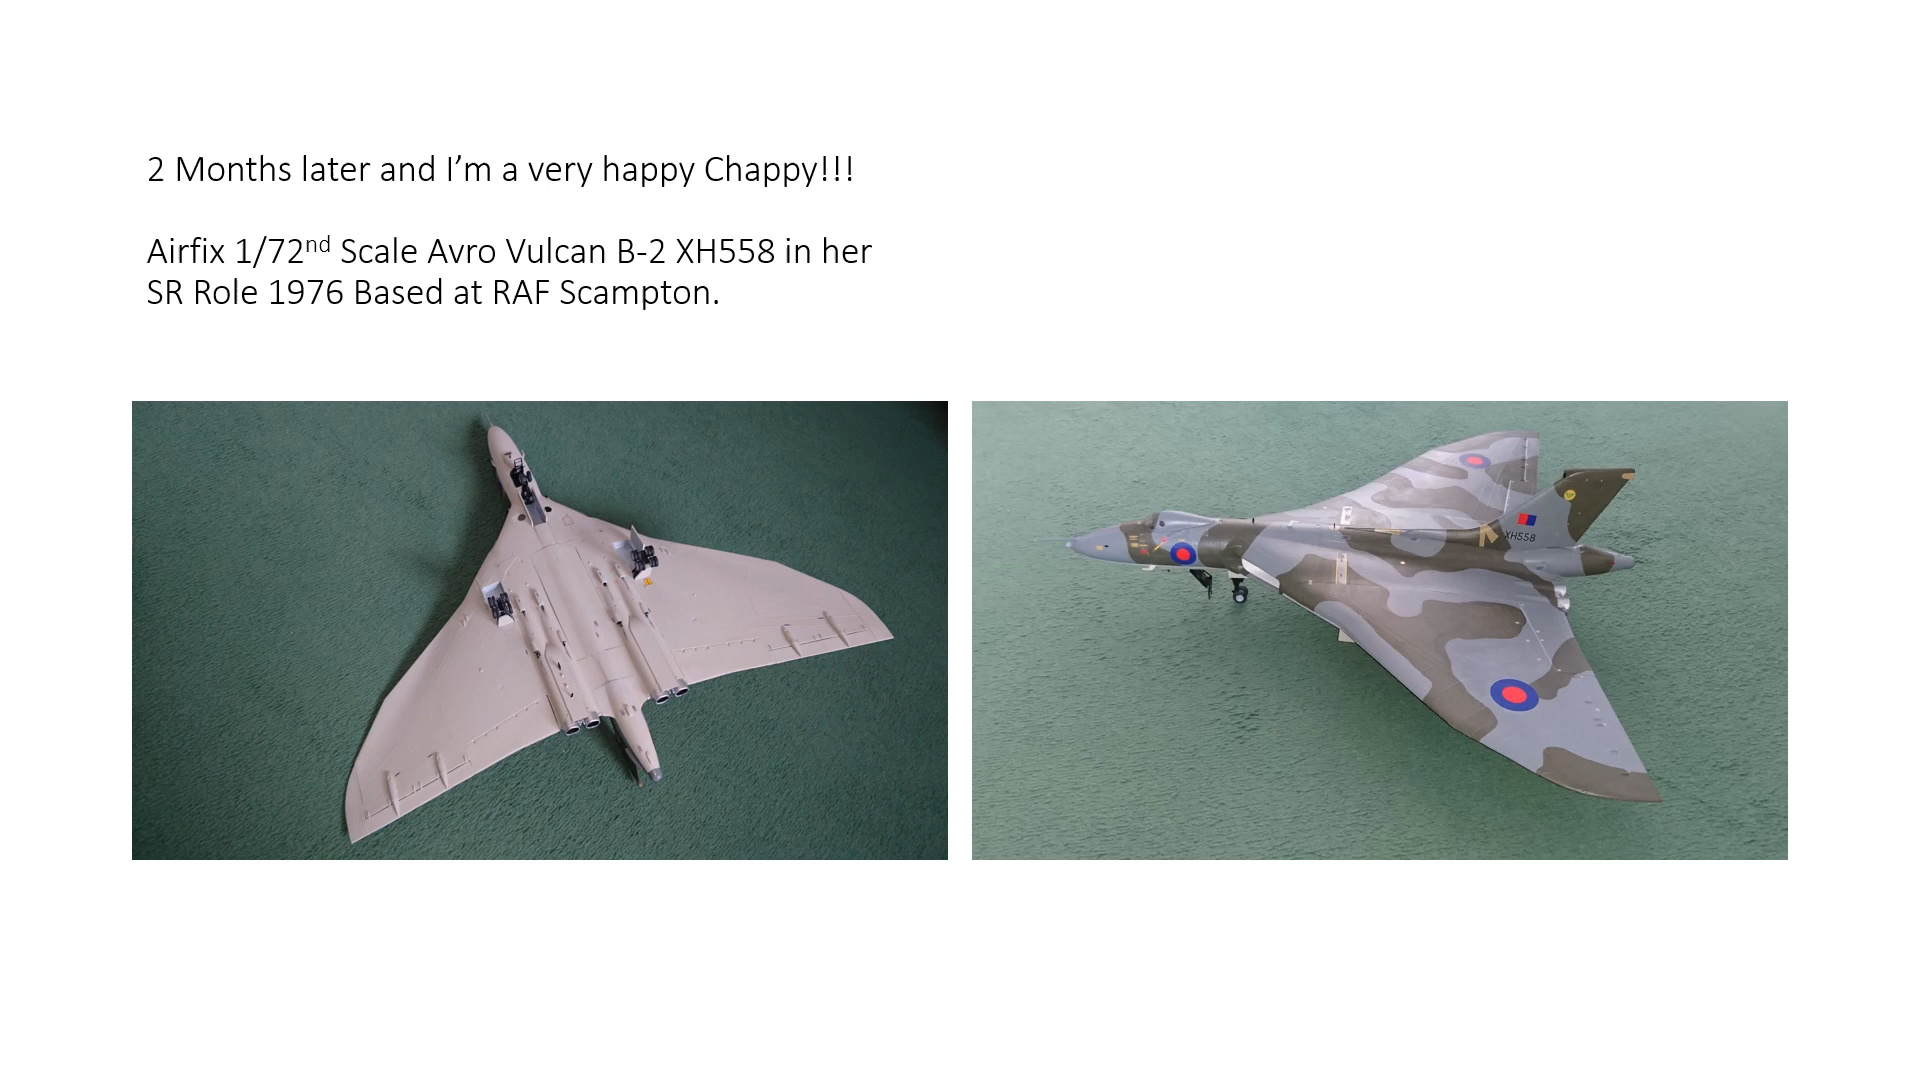 2 Months later and I’m a very happy Chappy!!!
Airfix 1/72nd Scale Avro Vulcan B-2 XH558 in her
SR Role 1976 Based at RAF Scampton.
XH558